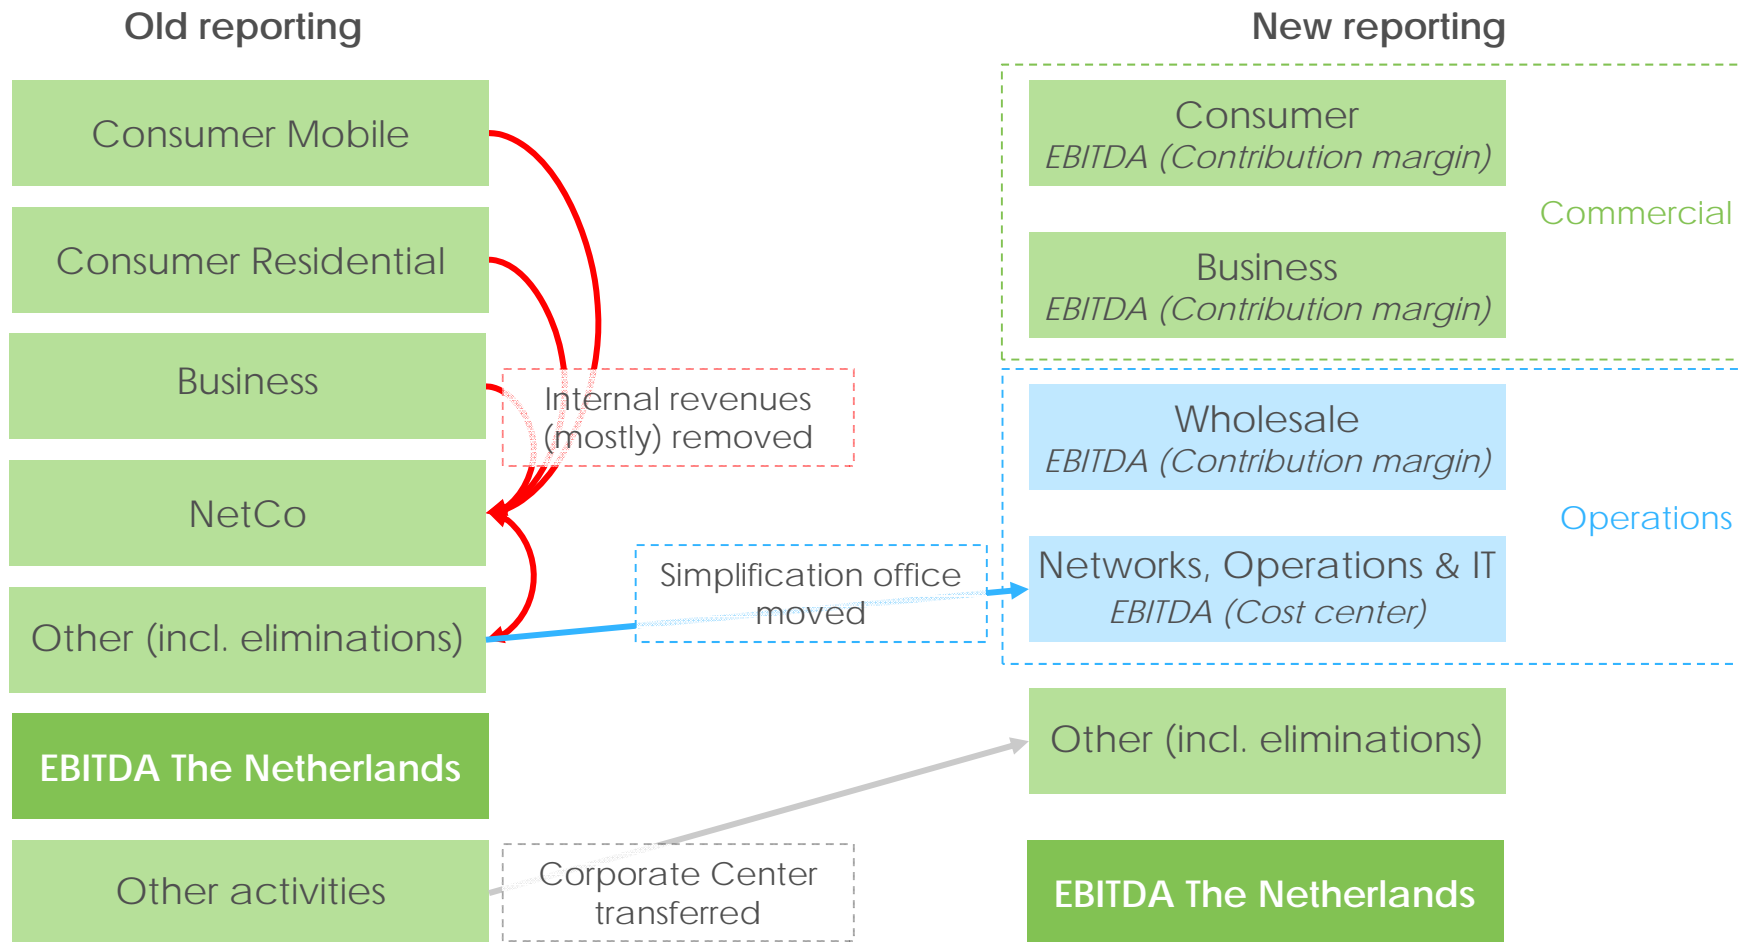 Old reporting
New reporting
Consumer Mobile
Consumer Residential
Business
NetCo
Other (incl. eliminations)
EBITDA The Netherlands
Other activities
Internal revenues
(mostly) removed
Simplification office
moved
Corporate Center
transferred
Consumer
EBITDA (Contribution margin)
Business
EBITDA (Contribution margin)
Commercial
Wholesale
EBITDA (Contribution margin)
Networks, Operations & IT
EBITDA (Cost center)
Operations
Other (incl. eliminations)
EBITDA The Netherlands